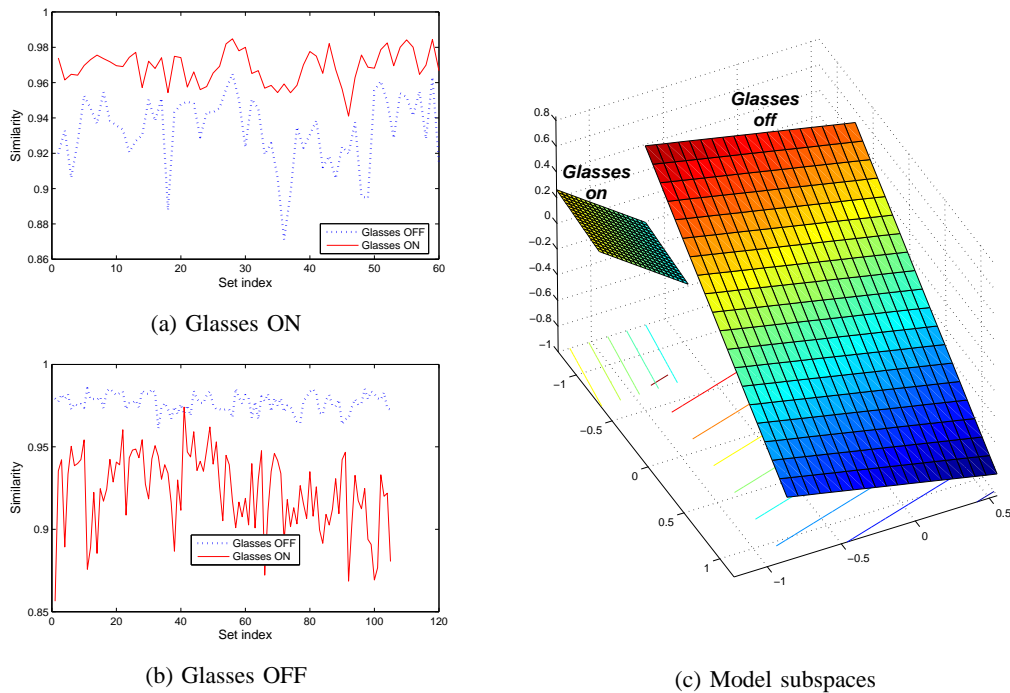 1
0.98
0.96
0.94
0.92
0.9
0.88
0.86
Similarity
0 10 20 30 40 50 60
Set index
Glasses OFF
Glasses ON
(a) Glasses ON
1
0.95
0.9
0.85
Similarity
0 20 40 60 80 100 120
Set index
Glasses OFF
Glasses ON
(b) Glasses OFF
Glasses
off
Glasses
on
0.8
0.6
0.4
0.2
0
−0.2
−0.4
−0.6
−0.8
−1
−1
−0.5
0
0.5
1
−1
−0.5
0
0.5
(c) Model subspaces